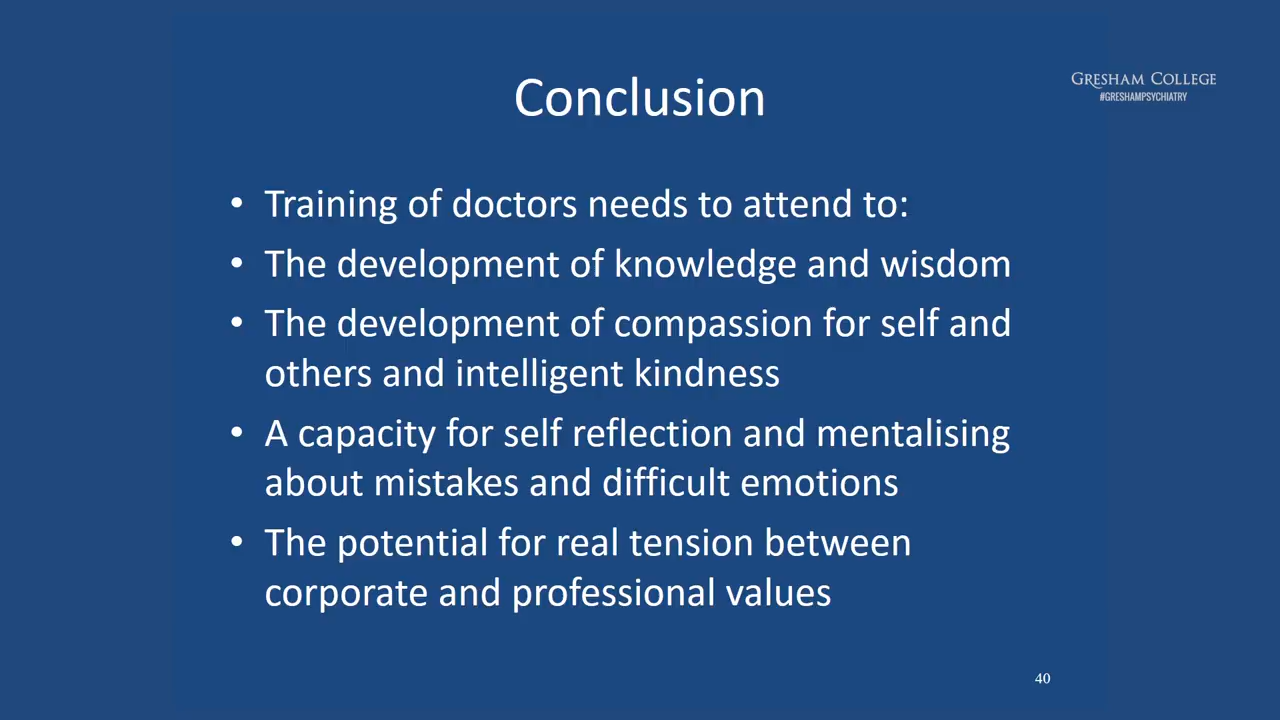 Conclusion
GRESHAM COLLEGE
#GRESHAMPSYCHIATRY
• Training of doctors needs to attend to:
• The development of knowledge and wisdom
• The development of compassion for self and
others and intelligent kindness
• A capacity for self reflection and mentalising
about mistakes and difficult emotions
• The potential for real tension between
corporate and professional values
40